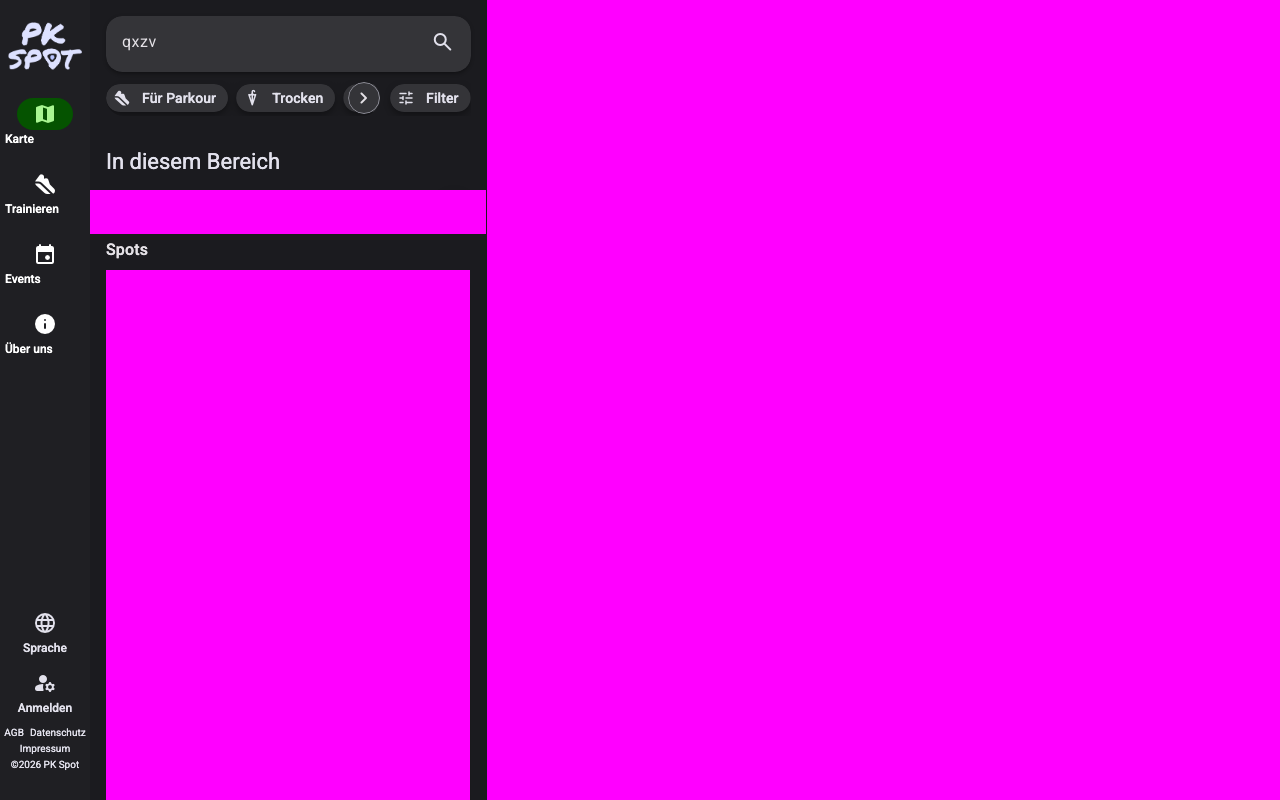 PK
SPOT
Karte
Trainieren
Events
Über uns
Sprache
Anmelden
AGB Datenschutz
Impressum
©2026 PK Spot
qxzv
Für Parkour
Trocken
Filter
In diesem Bereich
Spots